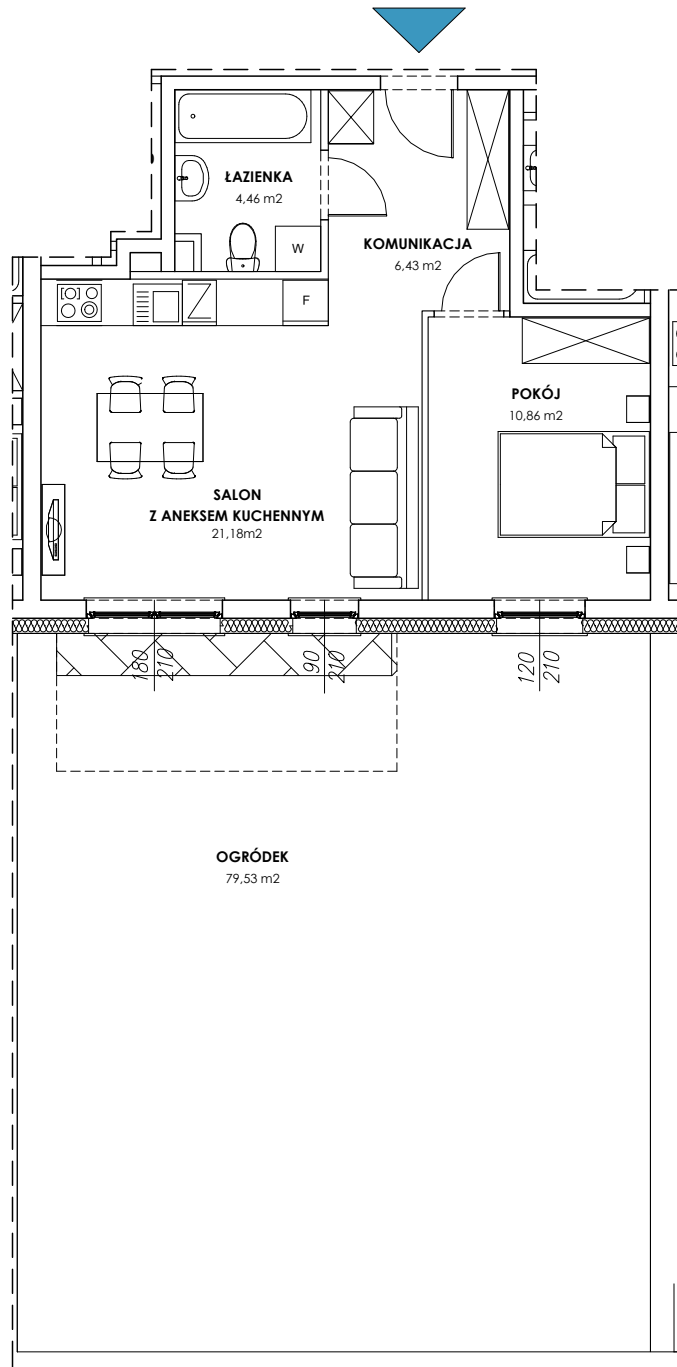 ŁAZIENKA
4,46 m2
W
KOMUNIKACJA
6,43 m2
F
POKÓJ
10,86 m2
SALON
Z ANEKSEM KUCHENNYM
21,18m2
180
210
90
210
120
210
OGRÓDEK
79,53 m2